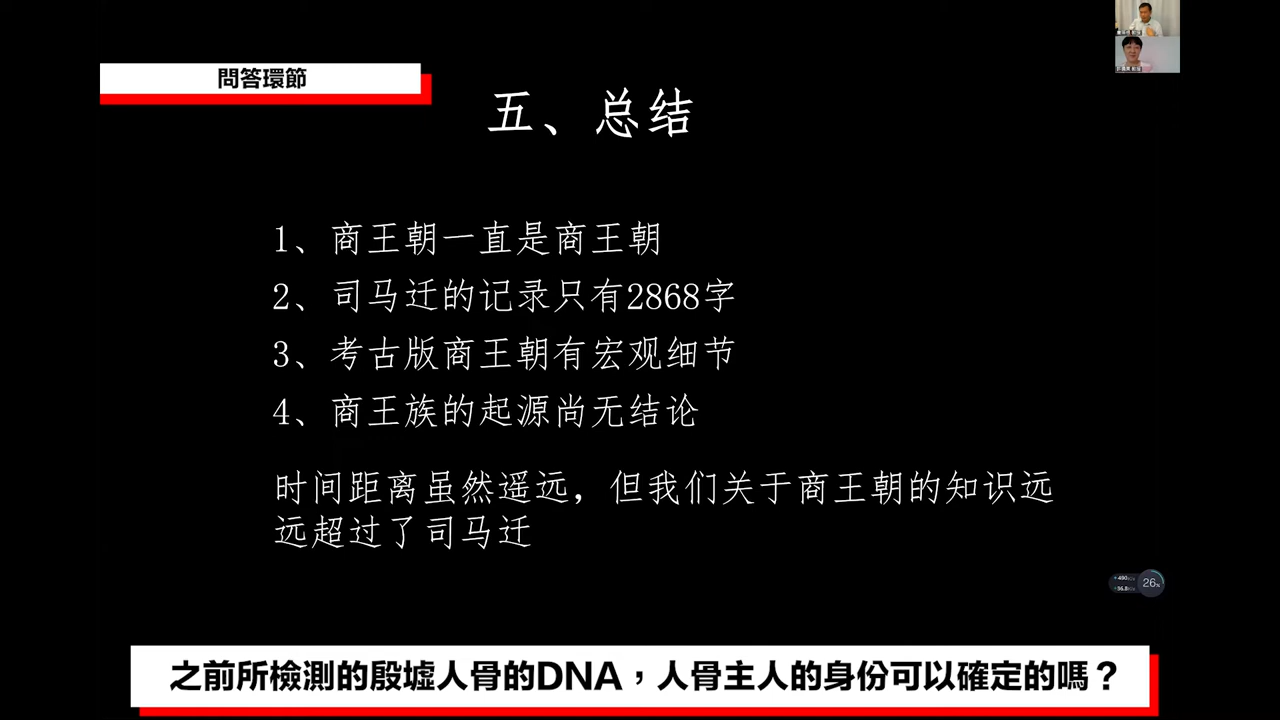 問答環節
五、总结
1、商王朝一直是商王朝
2、司马迁的记录只有2868字
3、考古版商王朝有宏观细节
4、商王族的起源尚无结论
时间距离虽然遥远，但我们关于商王朝的知识远
远超过了司马迁
26%
之前所檢測的殷墟人骨的DNA，人骨主人的身份可以確定的嗎？